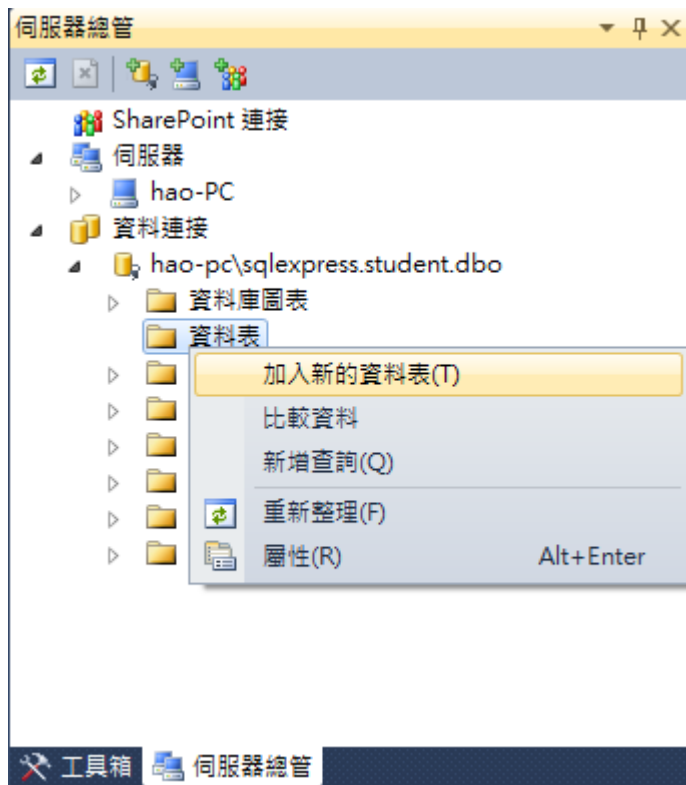 伺服器總管
SharePoint 連接
伺服器
hao-PC
資料連接
hao-pc\sqlexpress.student.dbo
資料庫圖表
資料表
加入新的資料表(T)
比較資料
新增查詢(Q)
重新整理(F)
屬性(R) Alt+Enter
工具箱 伺服器總管